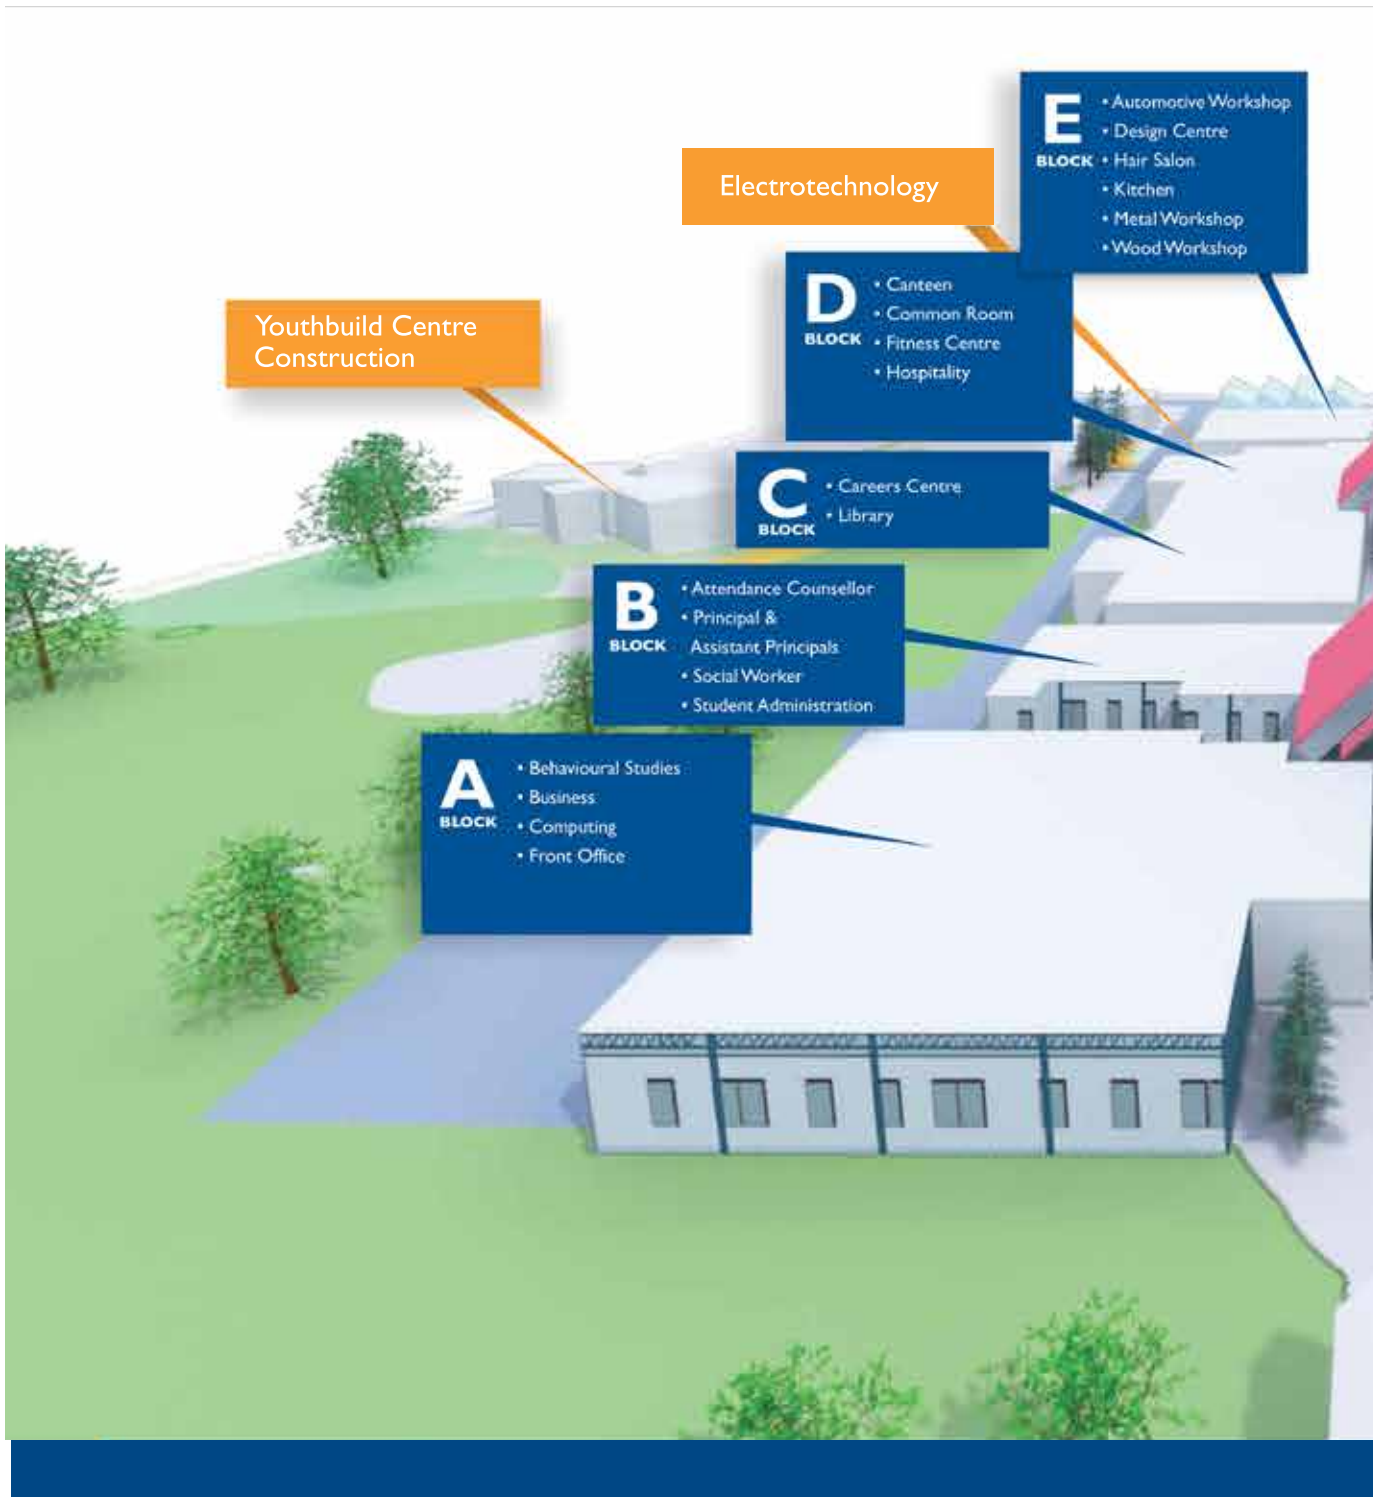 E
BLOCK
• Automotive Workshop
• Design Centre
• Hair Salon
• Kitchen
• Metal Workshop
• Wood Workshop
Electrotechnology
D
BLOCK
• Canteen
• Common Room
• Fitness Centre
• Hospitality
Youthbuild Centre
Construction
C
BLOCK
• Careers Centre
• Library
B
BLOCK
• Attendance Counsellor
• Principal &
Assistant Principals
• Social Worker
• Student Administration
A
BLOCK
• Behavioural Studies
• Business
• Computing
• Front Office